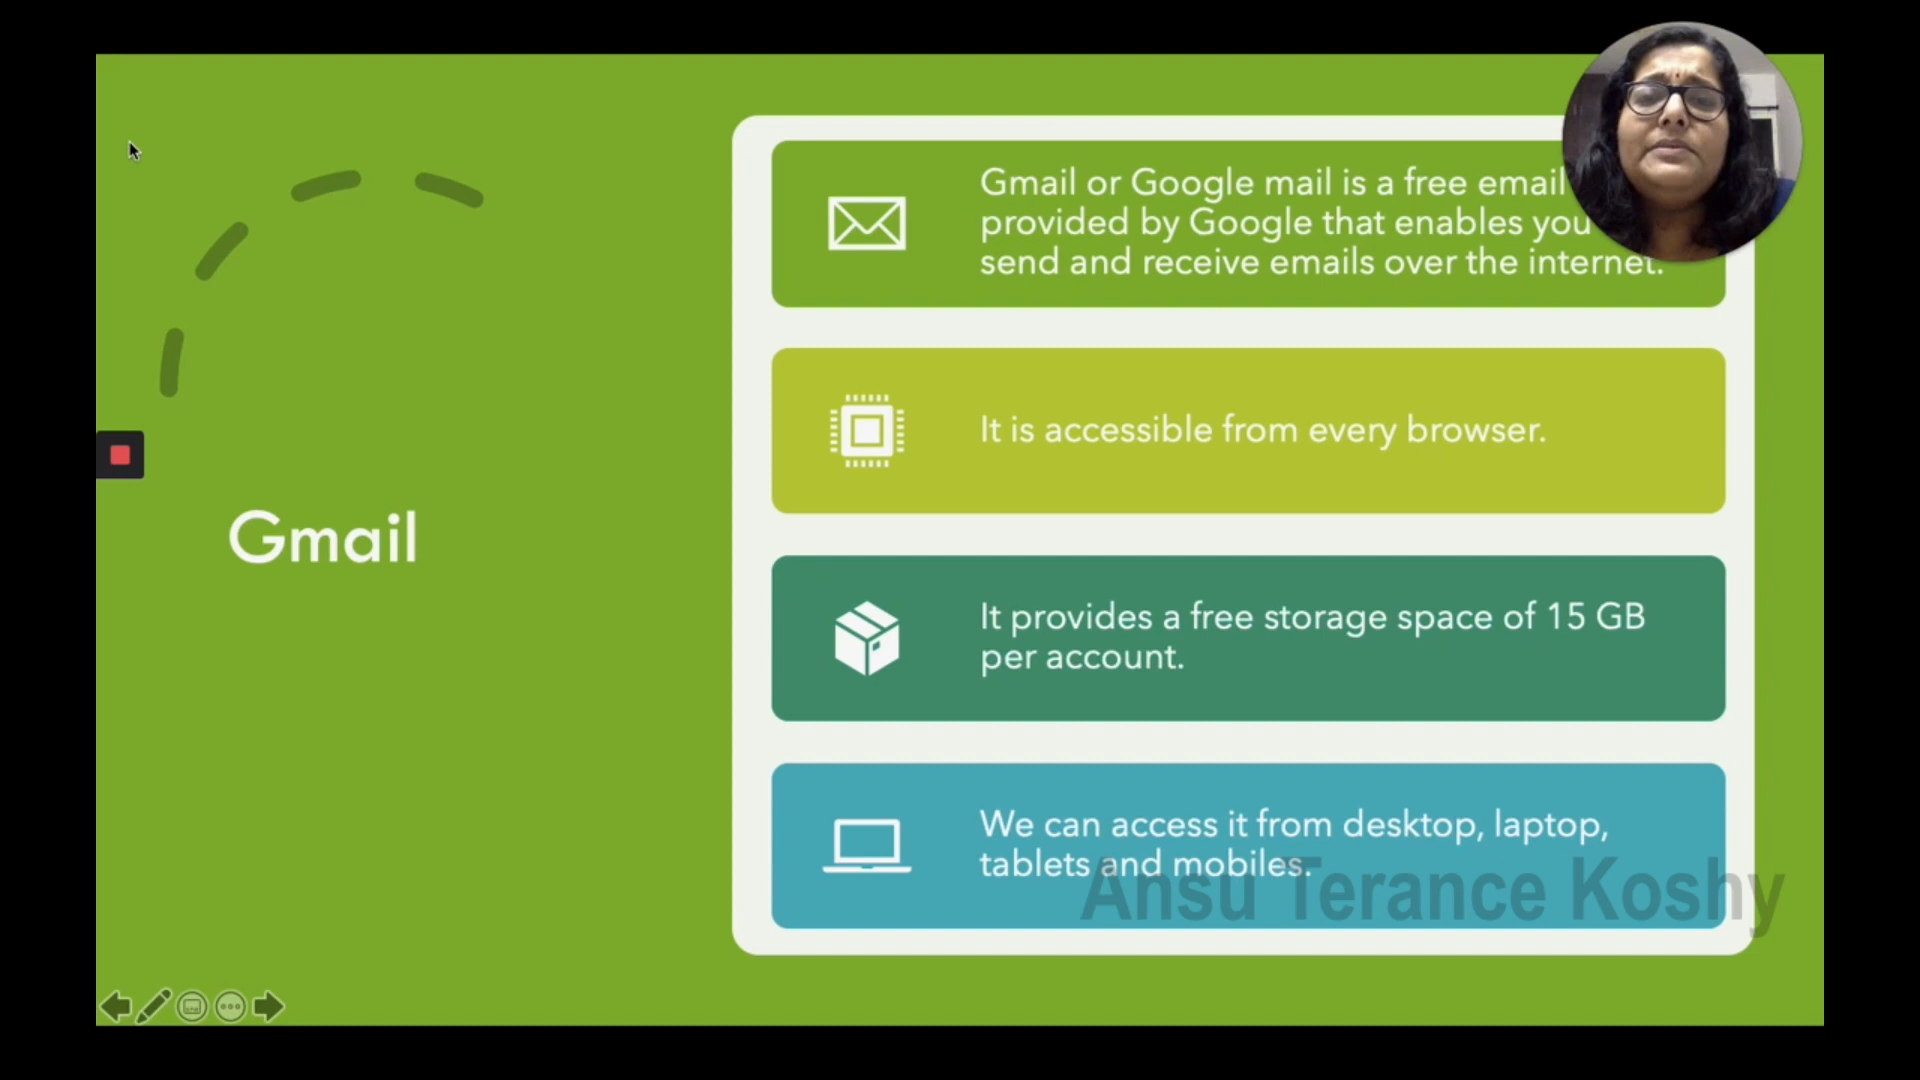 Gmail
Gmail or Google mail is a free email
provided by Google that enables you
send and receive emails over the internet.
It is accessible from every browser.
It provides a free storage space of 15 GB
per account.
We can access it from desktop, laptop,
tablets and mobiles.
Ansu Terance Koshy